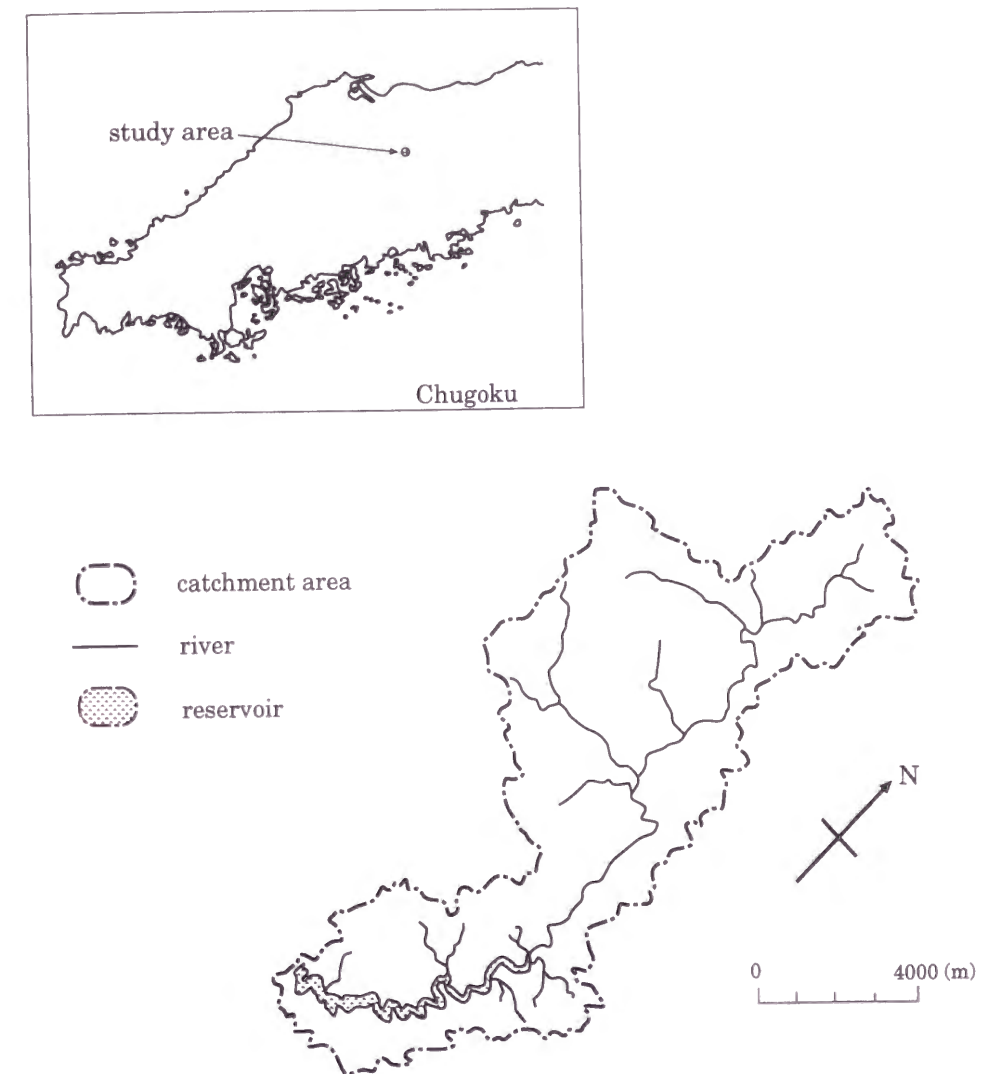 study area
Chugoku
catchment area
river
reservoir
N
0 4000 (m)